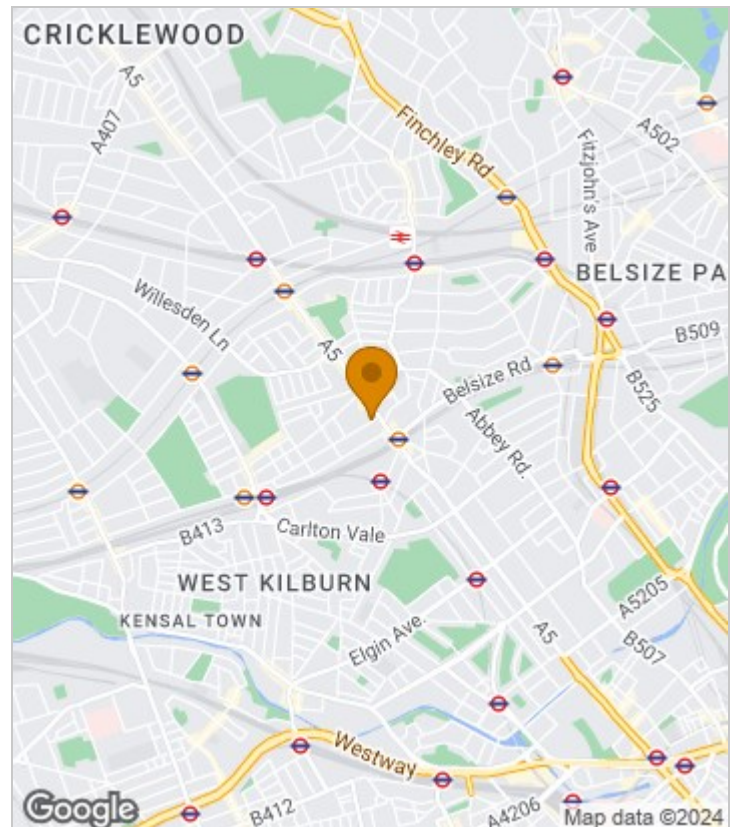 CRICKLEWOOD
A5
A407
Finchley Rd
Fitzjohn's Ave
A502
Willesden Ln
BELSIZE PA
A5
B509
Belsize Rd
B525
Abbey Rd.
B413
Carlton Vale
WEST KILBURN
KENSAL TOWN
A5205
Elgin Ave.
A5
B507
Westway
Google
B412
A4206
Map data ©2024